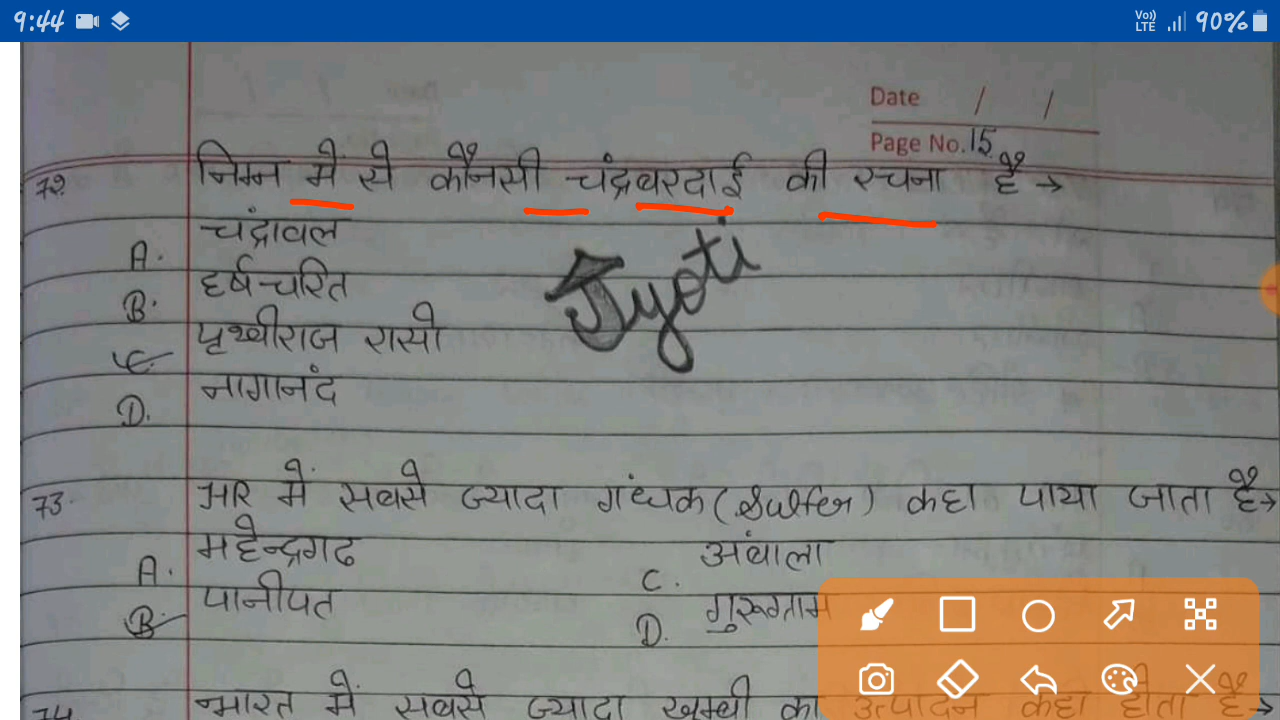 9:44 Vo)) LTE 90%
Date / /
Page No. 15
72. निम्न में से कौनसी चंद्रबरदाई की रचना है →
A. चंद्रावल
B. हर्षचरित
C. पृथ्वीराज रासो
D. नागानंद
Jyoti
73. HR में सबसे ज्यादा गंधक (Sulfer) कहा पाया जाता है→
A. महेन्द्रगढ C. अंबाला
B. पानीपत D. गुरूग्राम
74. भारत में सबसे ज्यादा खुम्बी का उत्पादन कहा होता है→